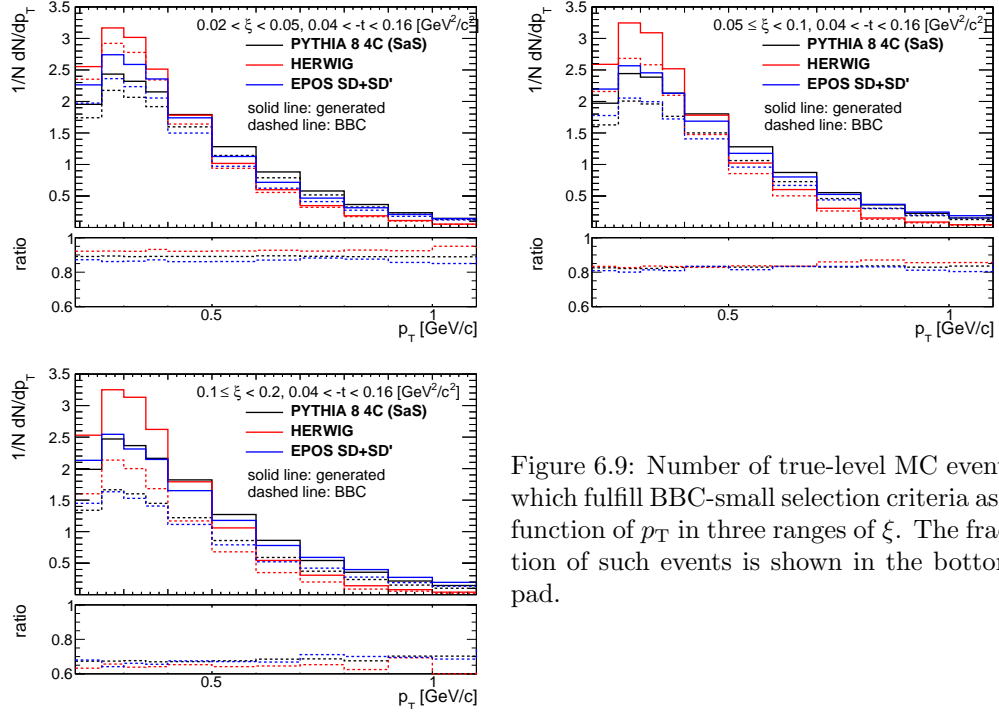 0.02 < ξ < 0.05, 0.04 < -t < 0.16 [GeV²/c²]
1/N dN/dp_T
3.5
3
2.5
2
1.5
1
0.5
PYTHIA 8 4C (SaS)
HERWIG
EPOS SD+SD'
solid line: generated
dashed line: BBC
ratio
1
0.8
0.6
0.5
1
p_T [GeV/c]
0.05 ≤ ξ < 0.1, 0.04 < -t < 0.16 [GeV²/c²]
1/N dN/dp_T
3.5
3
2.5
2
1.5
1
0.5
PYTHIA 8 4C (SaS)
HERWIG
EPOS SD+SD'
solid line: generated
dashed line: BBC
ratio
1
0.8
0.6
0.5
1
p_T [GeV/c]
0.1 ≤ ξ < 0.2, 0.04 < -t < 0.16 [GeV²/c²]
1/N dN/dp_T
3.5
3
2.5
2
1.5
1
0.5
PYTHIA 8 4C (SaS)
HERWIG
EPOS SD+SD'
solid line: generated
dashed line: BBC
ratio
1
0.8
0.6
0.5
1
p_T [GeV/c]
Figure 6.9: Number of true-level MC event
which fulfill BBC-small selection criteria as
function of p_T in three ranges of ξ. The fra
tion of such events is shown in the bottom
pad.